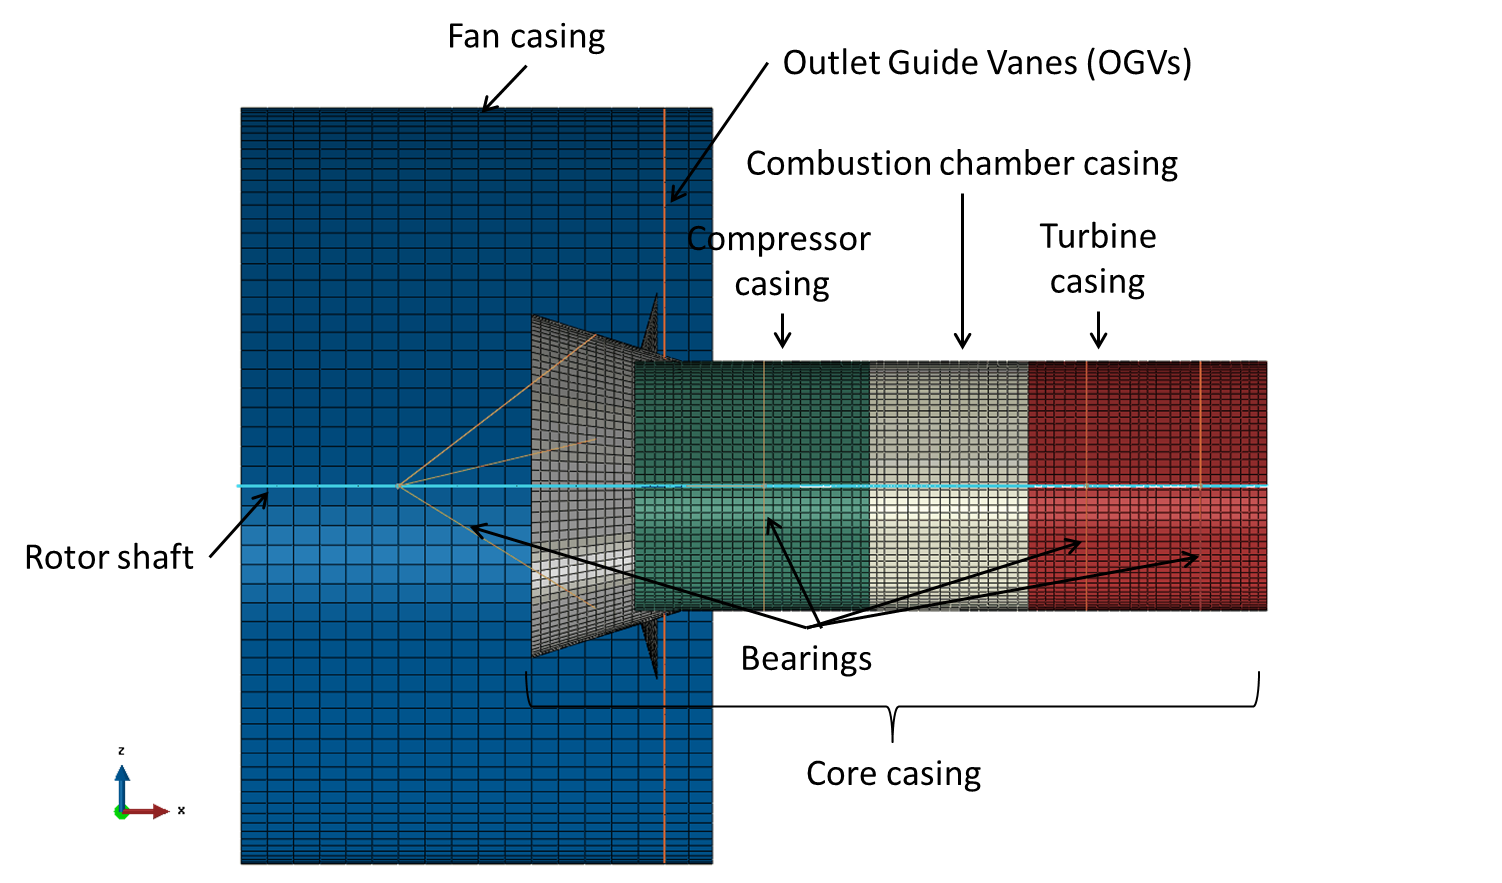 Fan casing
Outlet Guide Vanes (OGVs)
Combustion chamber casing
Compressor
casing
Turbine
casing
Rotor shaft
Bearings
Core casing
z
x